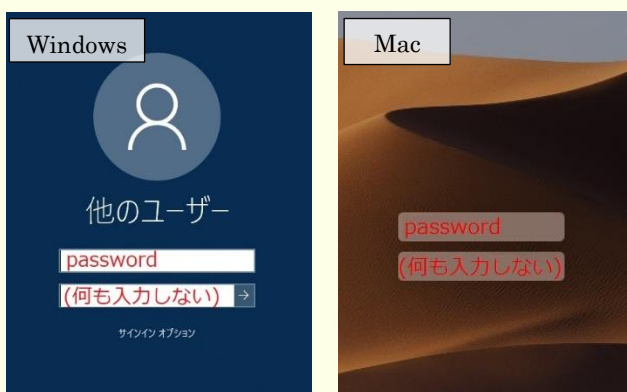 Windows
他のユーザー
password
(何も入力しない)
サインイン オプション
Mac
password
(何も入力しない)